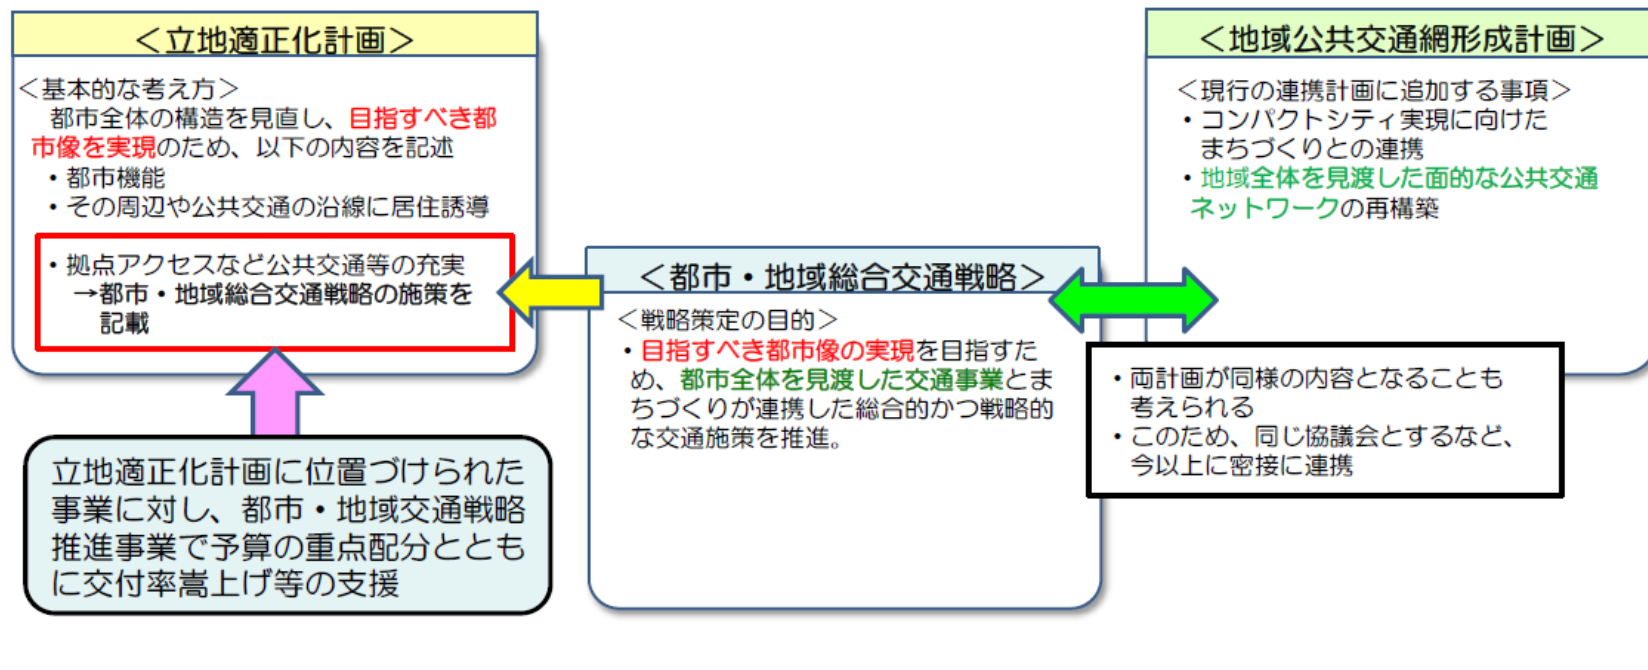 ＜立地適正化計画＞
＜基本的な考え方＞
都市全体の構造を見直し、目指すべき都
市像を実現のため、以下の内容を記述
・都市機能
・その周辺や公共交通の沿線に居住誘導
・拠点アクセスなど公共交通等の充実
→都市・地域総合交通戦略の施策を
記載
立地適正化計画に位置づけられた
事業に対し、都市・地域交通戦略
推進事業で予算の重点配分ととも
に交付率嵩上げ等の支援
＜都市・地域総合交通戦略＞
＜戦略策定の目的＞
・目指すべき都市像の実現を目指すた
め、都市全体を見渡した交通事業とま
ちづくりが連携した総合的かつ戦略的
な交通施策を推進。
＜地域公共交通網形成計画＞
＜現行の連携計画に追加する事項＞
・コンパクトシティ実現に向けた
まちづくりとの連携
・地域全体を見渡した面的な公共交通
ネットワークの再構築
・両計画が同様の内容となることも
考えられる
・このため、同じ協議会とするなど、
今以上に密接に連携